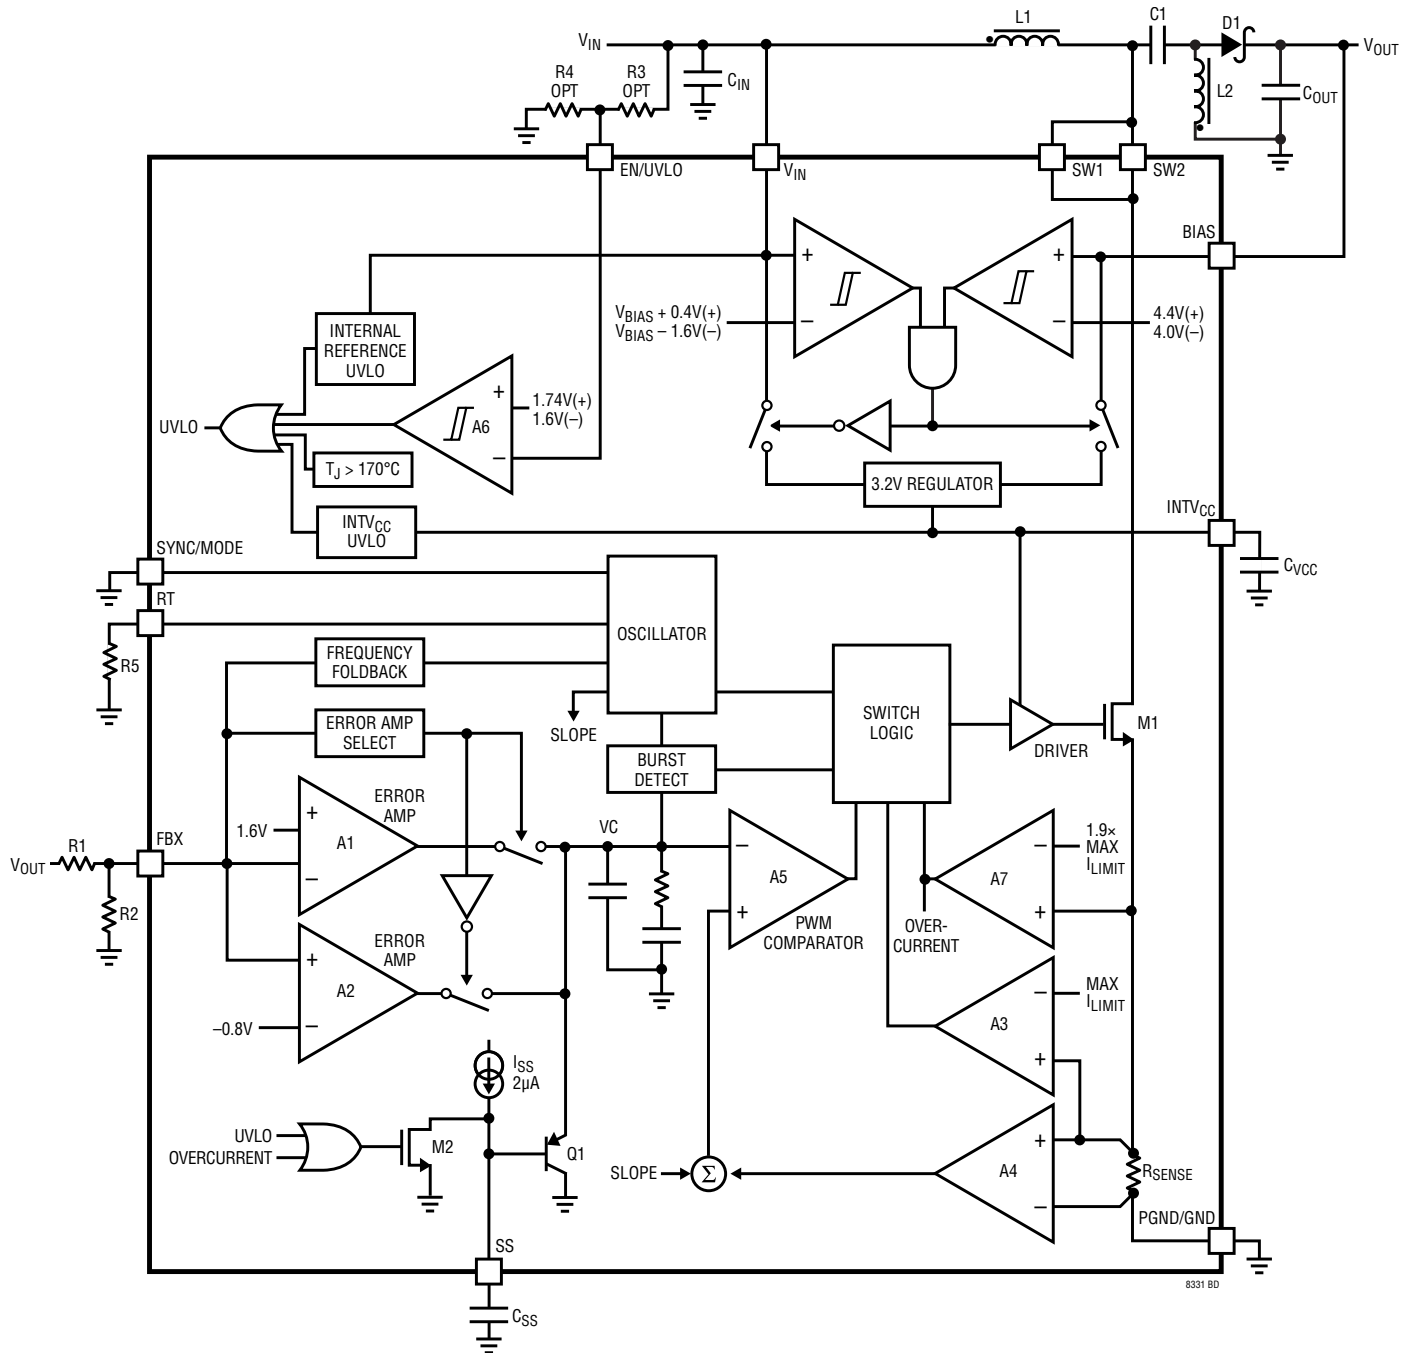 L1
C1
D1
VIN
VOUT
R4
OPT
R3
OPT
CIN
L2
COUT
EN/UVLO
VIN
SW1
SW2
BIAS
+
+
VBIAS + 0.4V(+)
VBIAS – 1.6V(–)
–
–
4.4V(+)
4.0V(–)
INTERNAL
REFERENCE
UVLO
+
1.74V(+)
1.6V(–)
A6
–
UVLO
TJ > 170°C
3.2V REGULATOR
INTVCC
UVLO
INTVCC
CVCC
SYNC/MODE
RT
R5
OSCILLATOR
FREQUENCY
FOLDBACK
SLOPE
ERROR AMP
SELECT
BURST
DETECT
SWITCH
LOGIC
DRIVER
M1
ERROR
AMP
+
1.6V
A1
–
VC
FBX
R1
VOUT
R2
–
A5
+
PWM
COMPARATOR
1.9×
MAX
ILIMIT
–
A7
+
OVER-
CURRENT
ERROR
AMP
+
A2
–0.8V
–
MAX
ILIMIT
–
A3
+
ISS
2µA
UVLO
OVERCURRENT
M2
Q1
SLOPE
Σ
+
A4
–
RSENSE
PGND/GND
SS
CSS
8331 BD